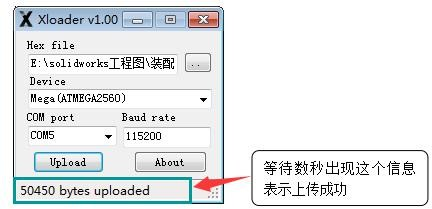 Xloader v1.00
Hex file
E:\solidworks工程图\装配
..
Device
Mega(ATMEGA2560)
COM port
Baud rate
COM5
115200
Upload
About
50450 bytes uploaded
等待数秒出现这个信息
表示上传成功